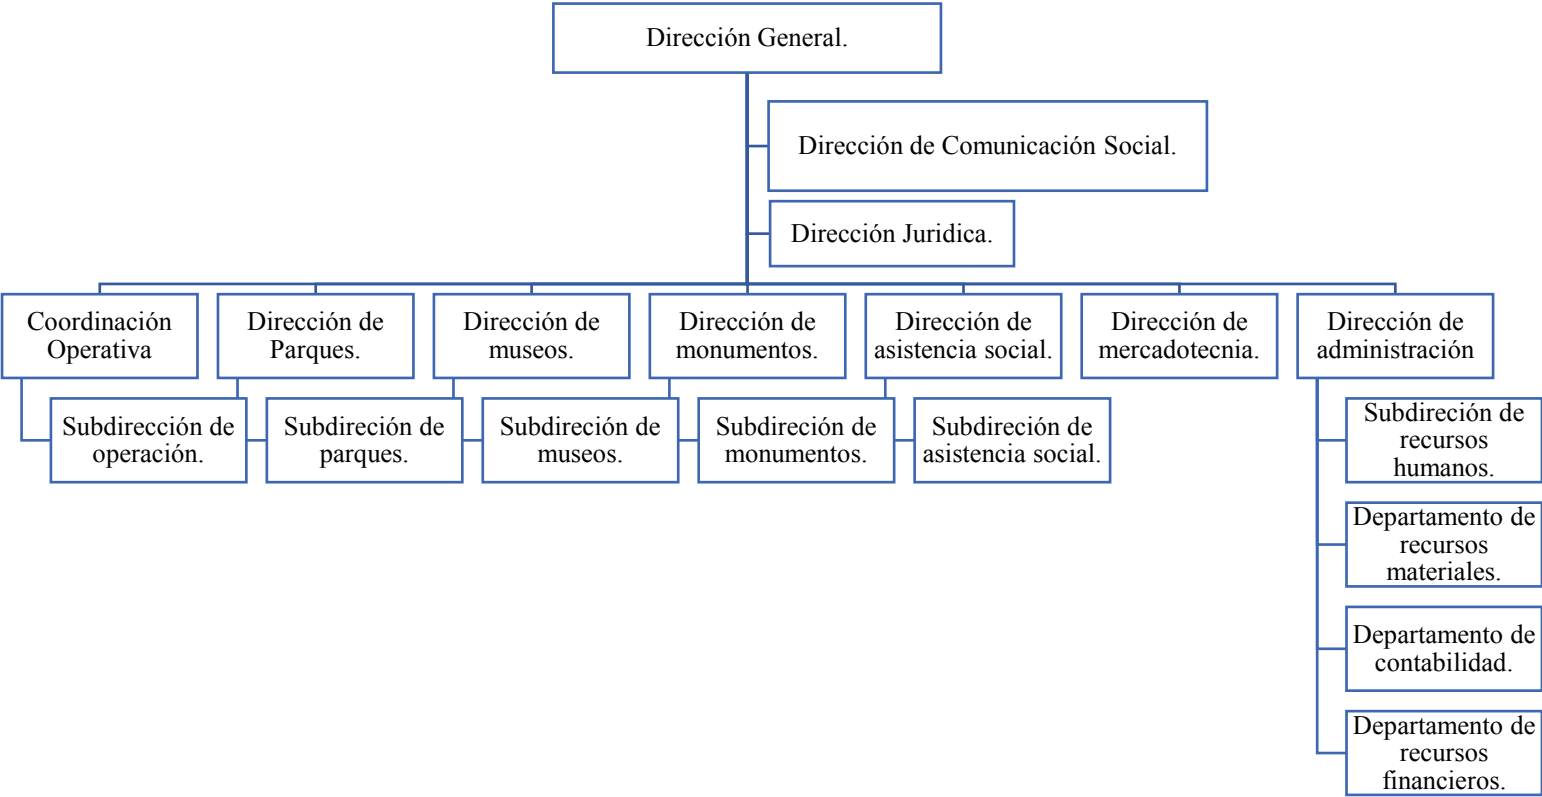 Dirección General.
Dirección de Comunicación Social.
Dirección Juridica.
Coordinación
Operativa
Dirección de
Parques.
Dirección de
museos.
Dirección de
monumentos.
Dirección de
asistencia social.
Dirección de
mercadotecnia.
Dirección de
administración
Subdirección de
operación.
Subdireción de
parques.
Subdireción de
museos.
Subdireción de
monumentos.
Subdireción de
asistencia social.
Subdireción de
recursos
humanos.
Departamento de
recursos
materiales.
Departamento de
contabilidad.
Departamento de
recursos
financieros.